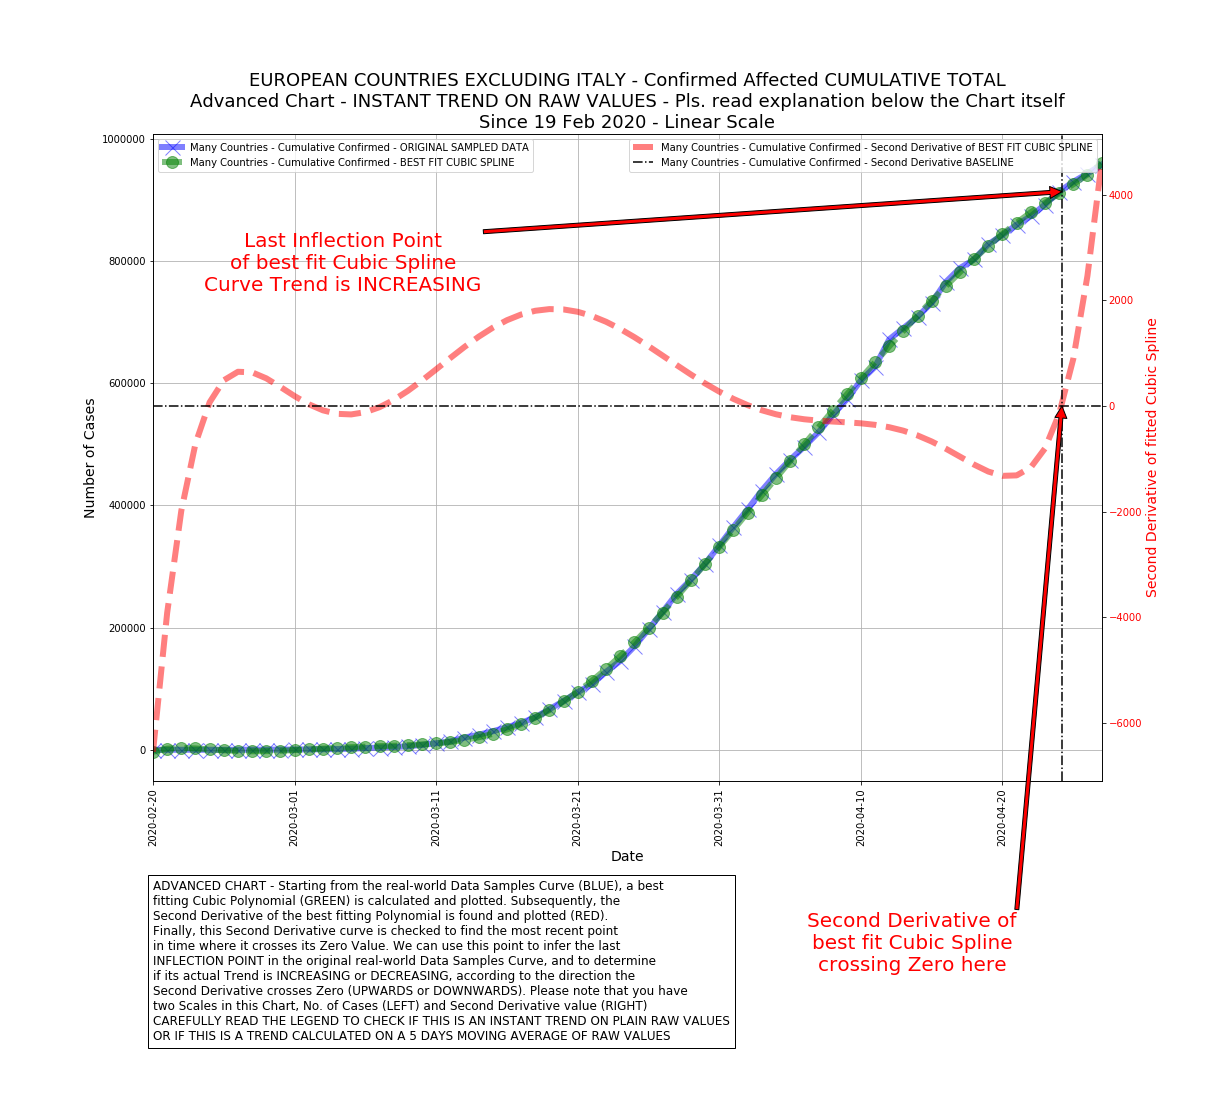 EUROPEAN COUNTRIES EXCLUDING ITALY - Confirmed Affected CUMULATIVE TOTAL
Advanced Chart - INSTANT TREND ON RAW VALUES - Pls. read explanation below the Chart itself
Since 19 Feb 2020 - Linear Scale
Many Countries - Cumulative Confirmed - ORIGINAL SAMPLED DATA
Many Countries - Cumulative Confirmed - BEST FIT CUBIC SPLINE
Many Countries - Cumulative Confirmed - Second Derivative of BEST FIT CUBIC SPLINE
Many Countries - Cumulative Confirmed - Second Derivative BASELINE
Last Inflection Point
of best fit Cubic Spline
Curve Trend is INCREASING
Number of Cases
1000000
800000
600000
400000
200000
0
4000
2000
0
−2000
−4000
−6000
Second Derivative of fitted Cubic Spline
2020-02-20
2020-03-01
2020-03-11
2020-03-21
2020-03-31
2020-04-10
2020-04-20
Date
ADVANCED CHART - Starting from the real-world Data Samples Curve (BLUE), a best
fitting Cubic Polynomial (GREEN) is calculated and plotted. Subsequently, the
Second Derivative of the best fitting Polynomial is found and plotted (RED).
Finally, this Second Derivative curve is checked to find the most recent point
in time where it crosses its Zero Value. We can use this point to infer the last
INFLECTION POINT in the original real-world Data Samples Curve, and to determine
if its actual Trend is INCREASING or DECREASING, according to the direction the
Second Derivative crosses Zero (UPWARDS or DOWNWARDS). Please note that you have
two Scales in this Chart, No. of Cases (LEFT) and Second Derivative value (RIGHT)
CAREFULLY READ THE LEGEND TO CHECK IF THIS IS AN INSTANT TREND ON PLAIN RAW VALUES
OR IF THIS IS A TREND CALCULATED ON A 5 DAYS MOVING AVERAGE OF RAW VALUES
Second Derivative of
best fit Cubic Spline
crossing Zero here